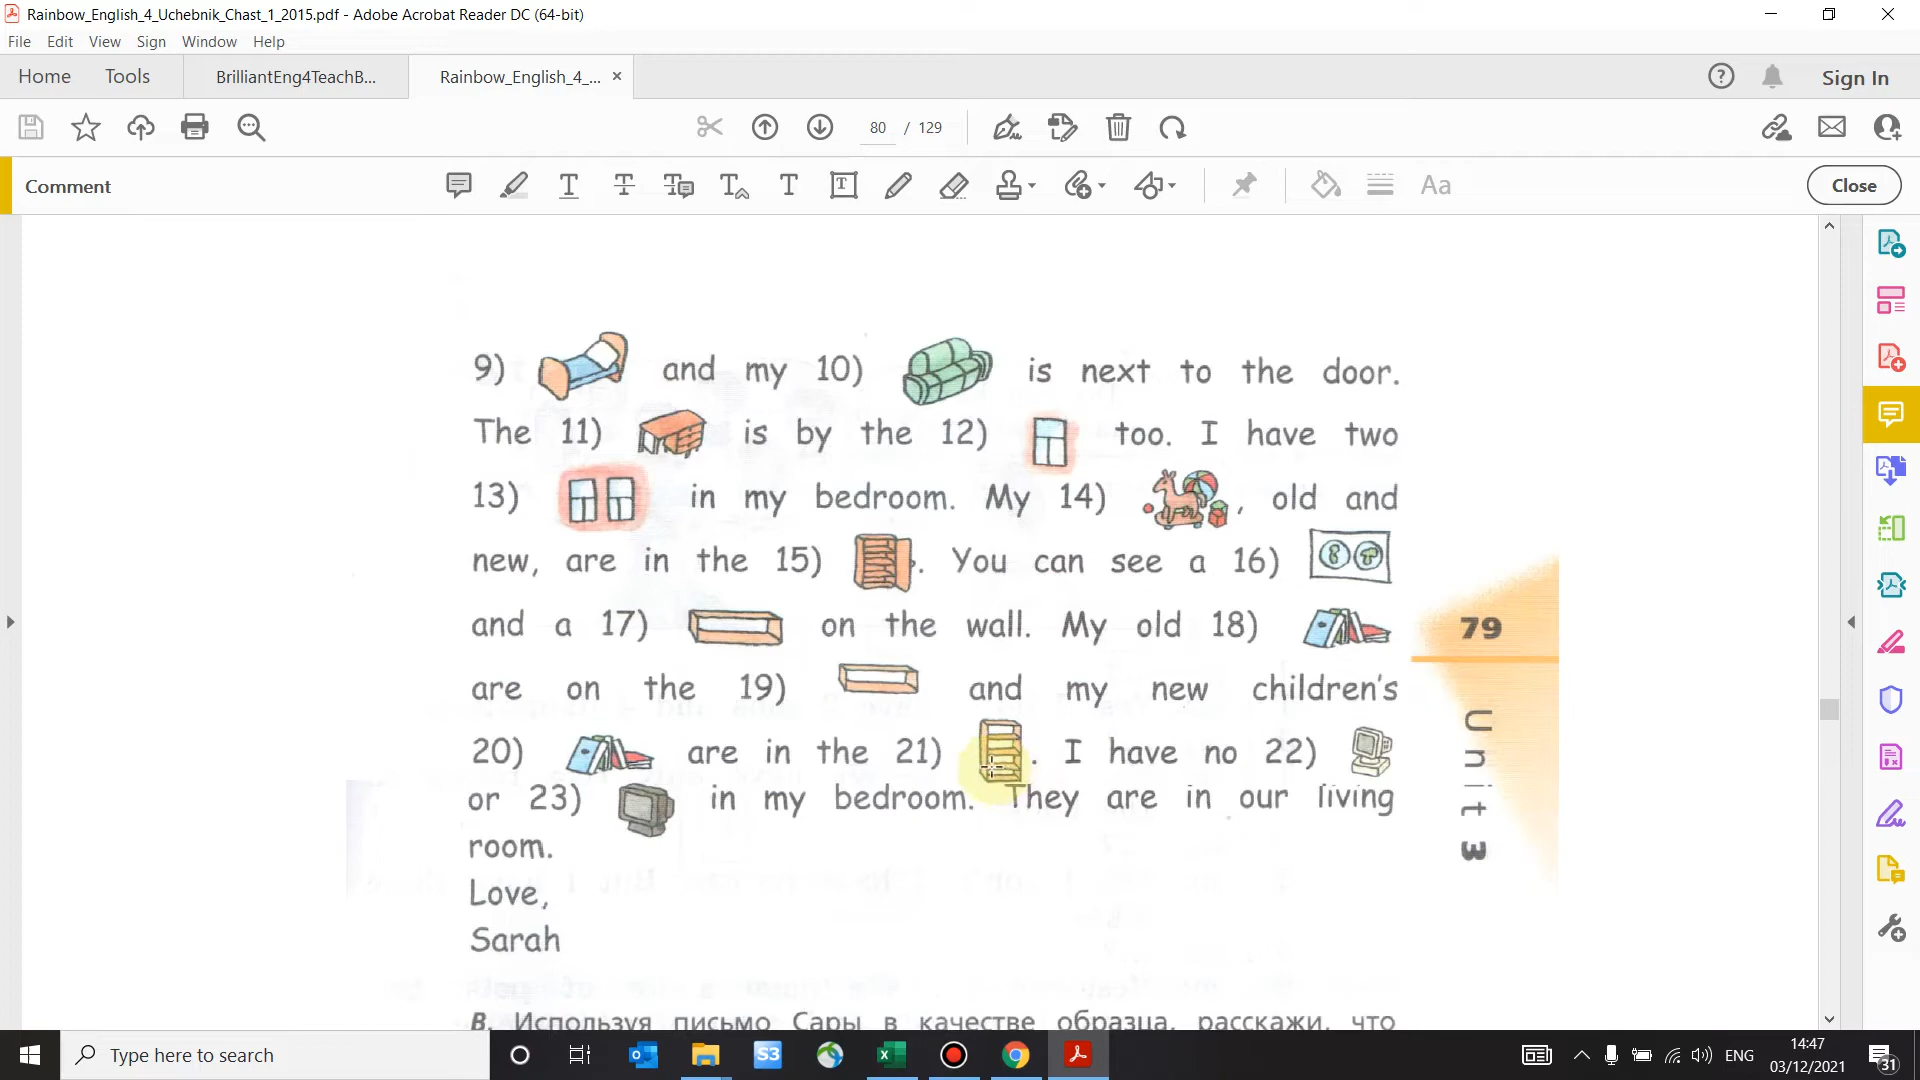 Rainbow_English_4_Uchebnik_Chast_1_2015.pdf - Adobe Acrobat Reader DC (64-bit)
File Edit View Sign Window Help
Home Tools BrilliantEng4TeachB... Rainbow_English_4_... ×
Sign In
80 / 129
Comment
Aa
Close
9) and my 10) is next to the door.
The 11) is by the 12) too. I have two
13) in my bedroom. My 14) , old and
new, are in the 15) . You can see a 16)
and a 17) on the wall. My old 18)
are on the 19) and my new children's
20) are in the 21) . I have no 22)
or 23) in my bedroom. They are in our living
room.
Love,
Sarah
В. Используя письмо Сары в качестве образца, расскажи, что
79
Unit 3
Type here to search
S3
ENG
14:47
03/12/2021
31